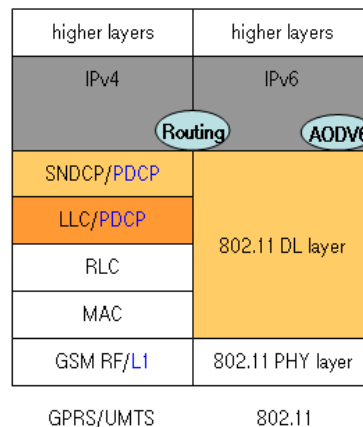 higher layers
higher layers
IPv4
IPv6
Routing
AODV6
SNDCP/PDCP
LLC/PDCP
802.11 DL layer
RLC
MAC
GSM RF/L1
802.11 PHY layer
GPRS/UMTS
802.11